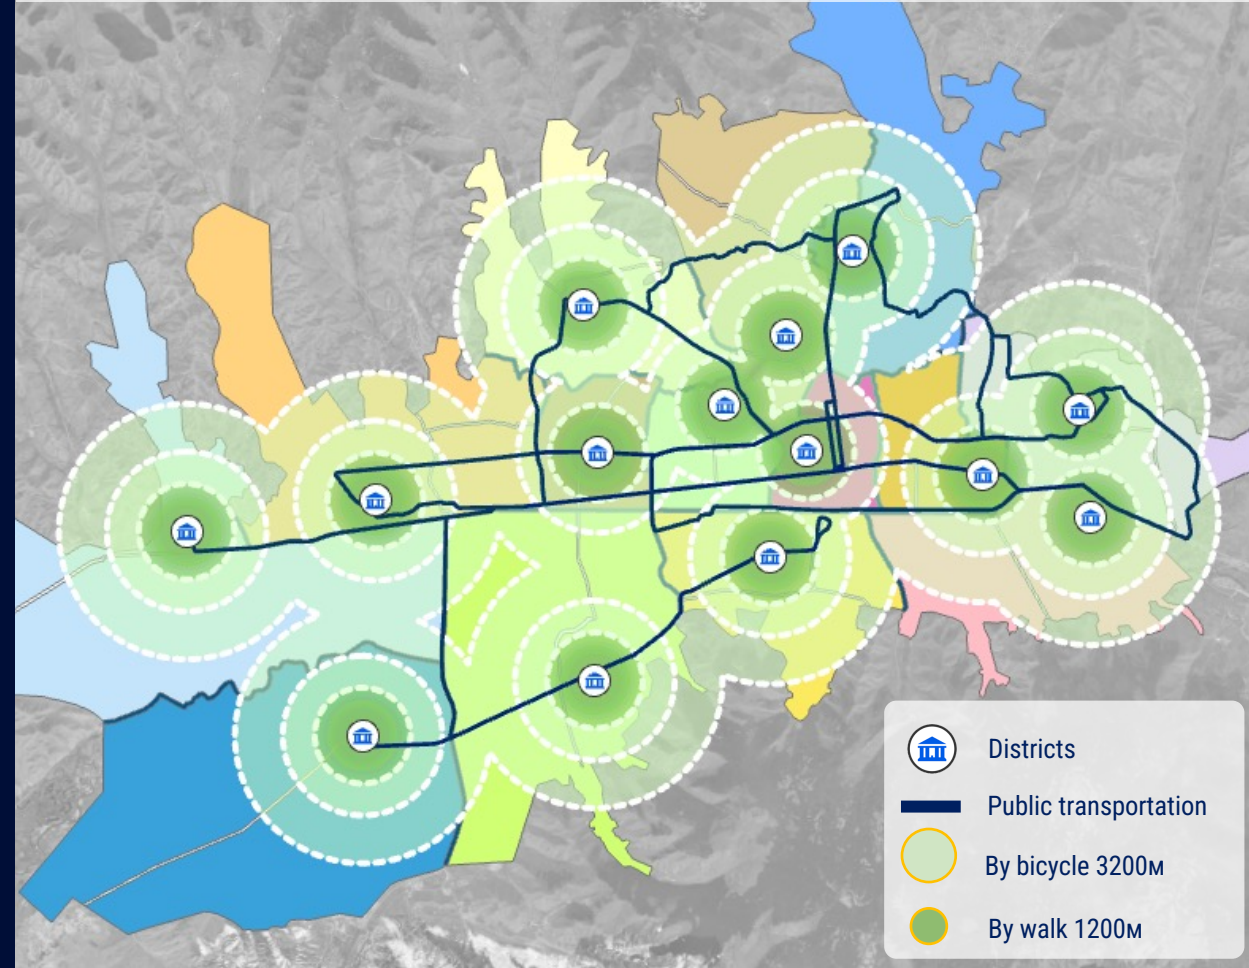 Districts
Public transportation
By bicycle 3200м
By walk 1200м